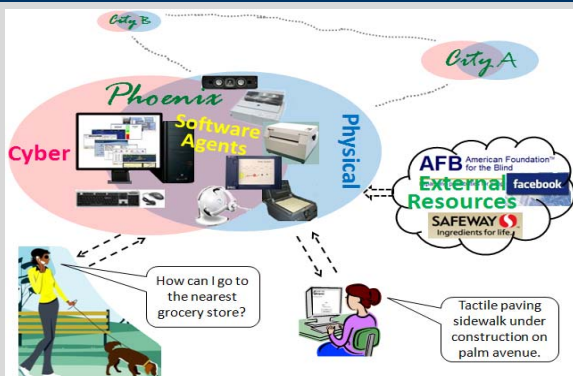 City B
City A
Phoenix
Software
Agents
Cyber
Physical
AFB American Foundation™
for the Blind
External
facebook
Resources
SAFEWAY
Ingredients for life.
How can I go to
the nearest
grocery store?
Tactile paving
sidewalk under
construction on
palm avenue.